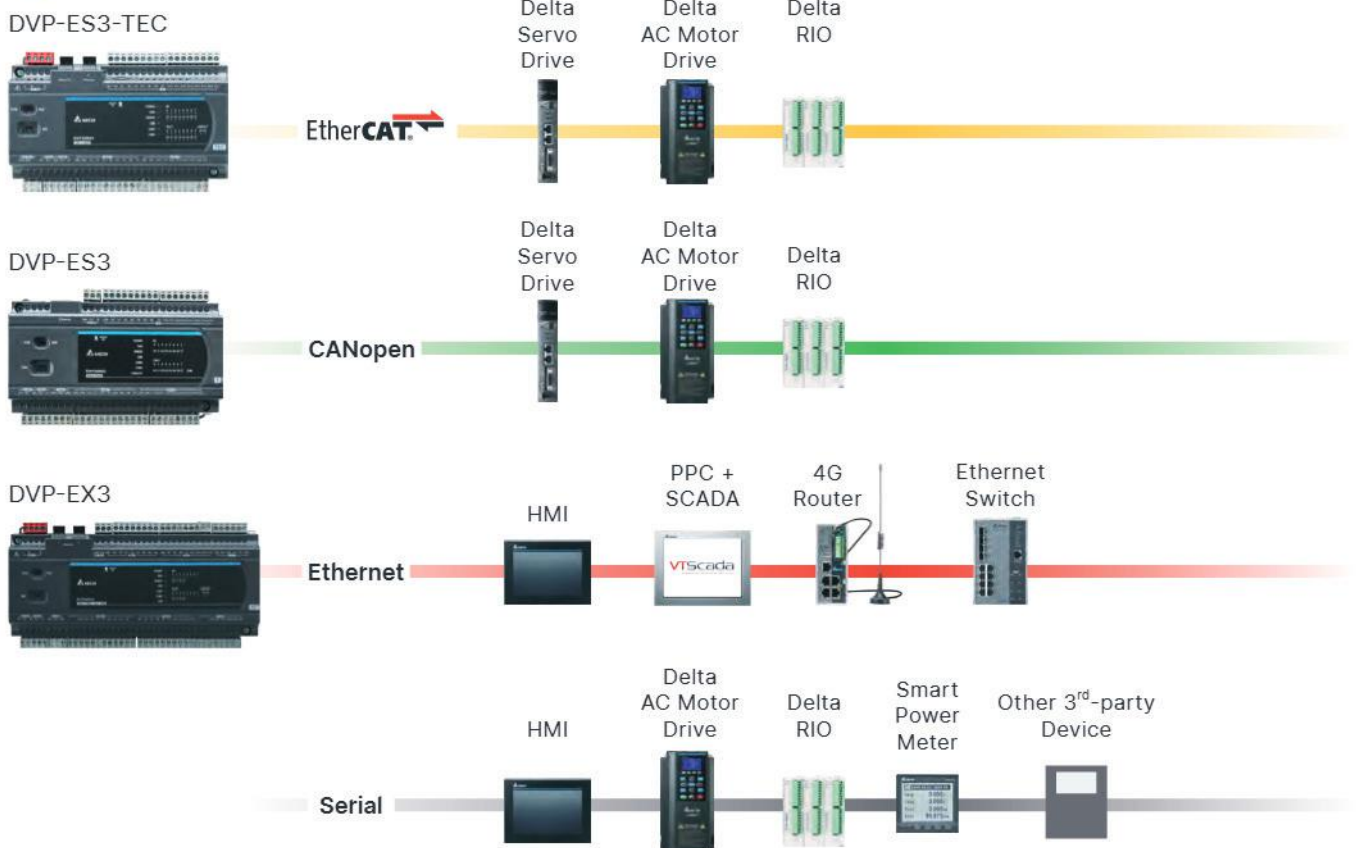 DVP-ES3-TEC
Delta
Servo
Drive
Delta
AC Motor
Drive
Delta
RIO
EtherCAT®
DVP-ES3
Delta
Servo
Drive
Delta
AC Motor
Drive
Delta
RIO
CANopen
DVP-EX3
HMI
PPC +
SCADA
4G
Router
Ethernet
Switch
Ethernet
VTScada
HMI
Delta
AC Motor
Drive
Delta
RIO
Smart
Power
Meter
Other 3rd-party
Device
Serial